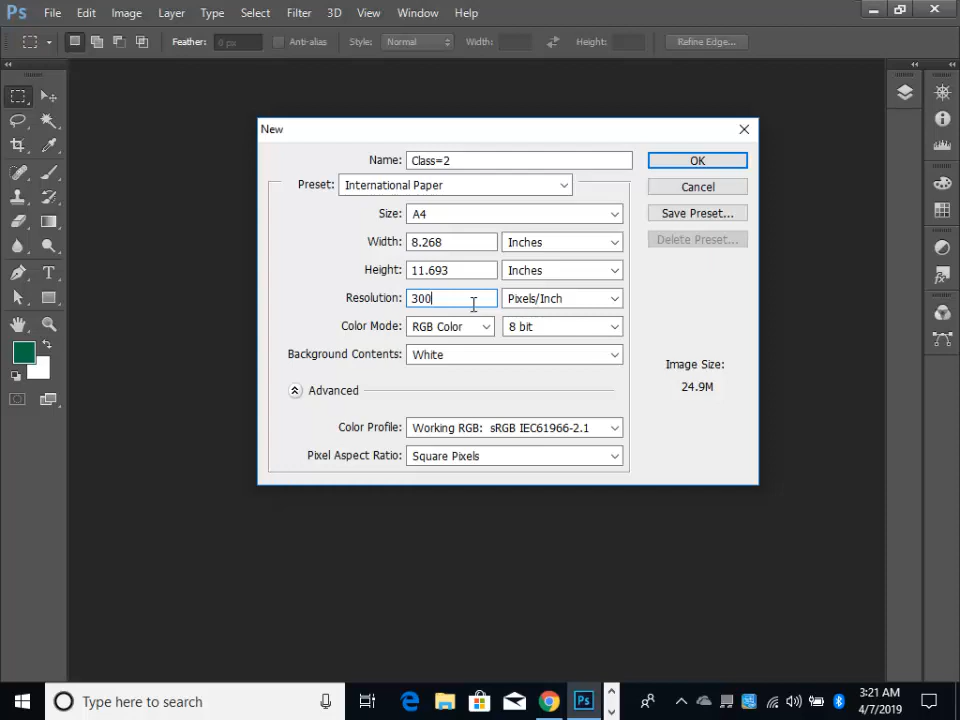 Ps File Edit Image Layer Type Select Filter 3D View Window Help
Feather: 0 px Anti-alias Style: Normal Width: Height: Refine Edge...
New
Name: Class=2 OK
Preset: International Paper Cancel
Size: A4 Save Preset...
Width: 8.268 Inches Delete Preset...
Height: 11.693 Inches
Resolution: 300 Pixels/Inch
Color Mode: RGB Color 8 bit
Background Contents: White
Image Size:
24.9M
Advanced
Color Profile: Working RGB: sRGB IEC61966-2.1
Pixel Aspect Ratio: Square Pixels
Type here to search
Ps
3:21 AM
4/7/2019